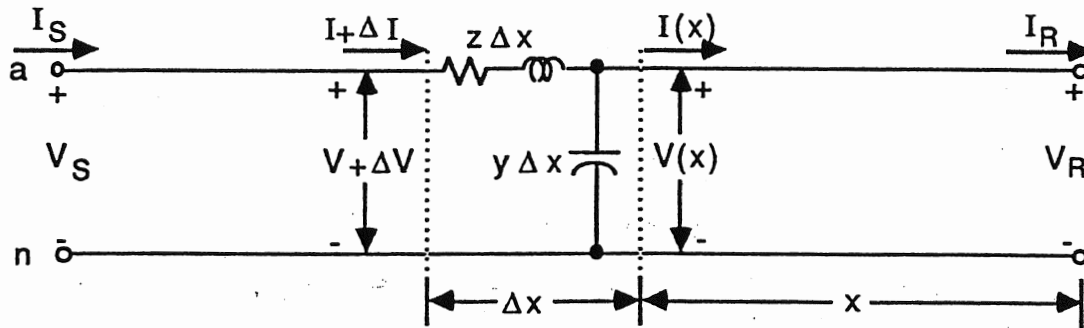 I_S I+ΔI z Δx I(x) I_R
a + + + +
V_S V+ΔV y Δx V(x) V_R
n - - - -
Δx x